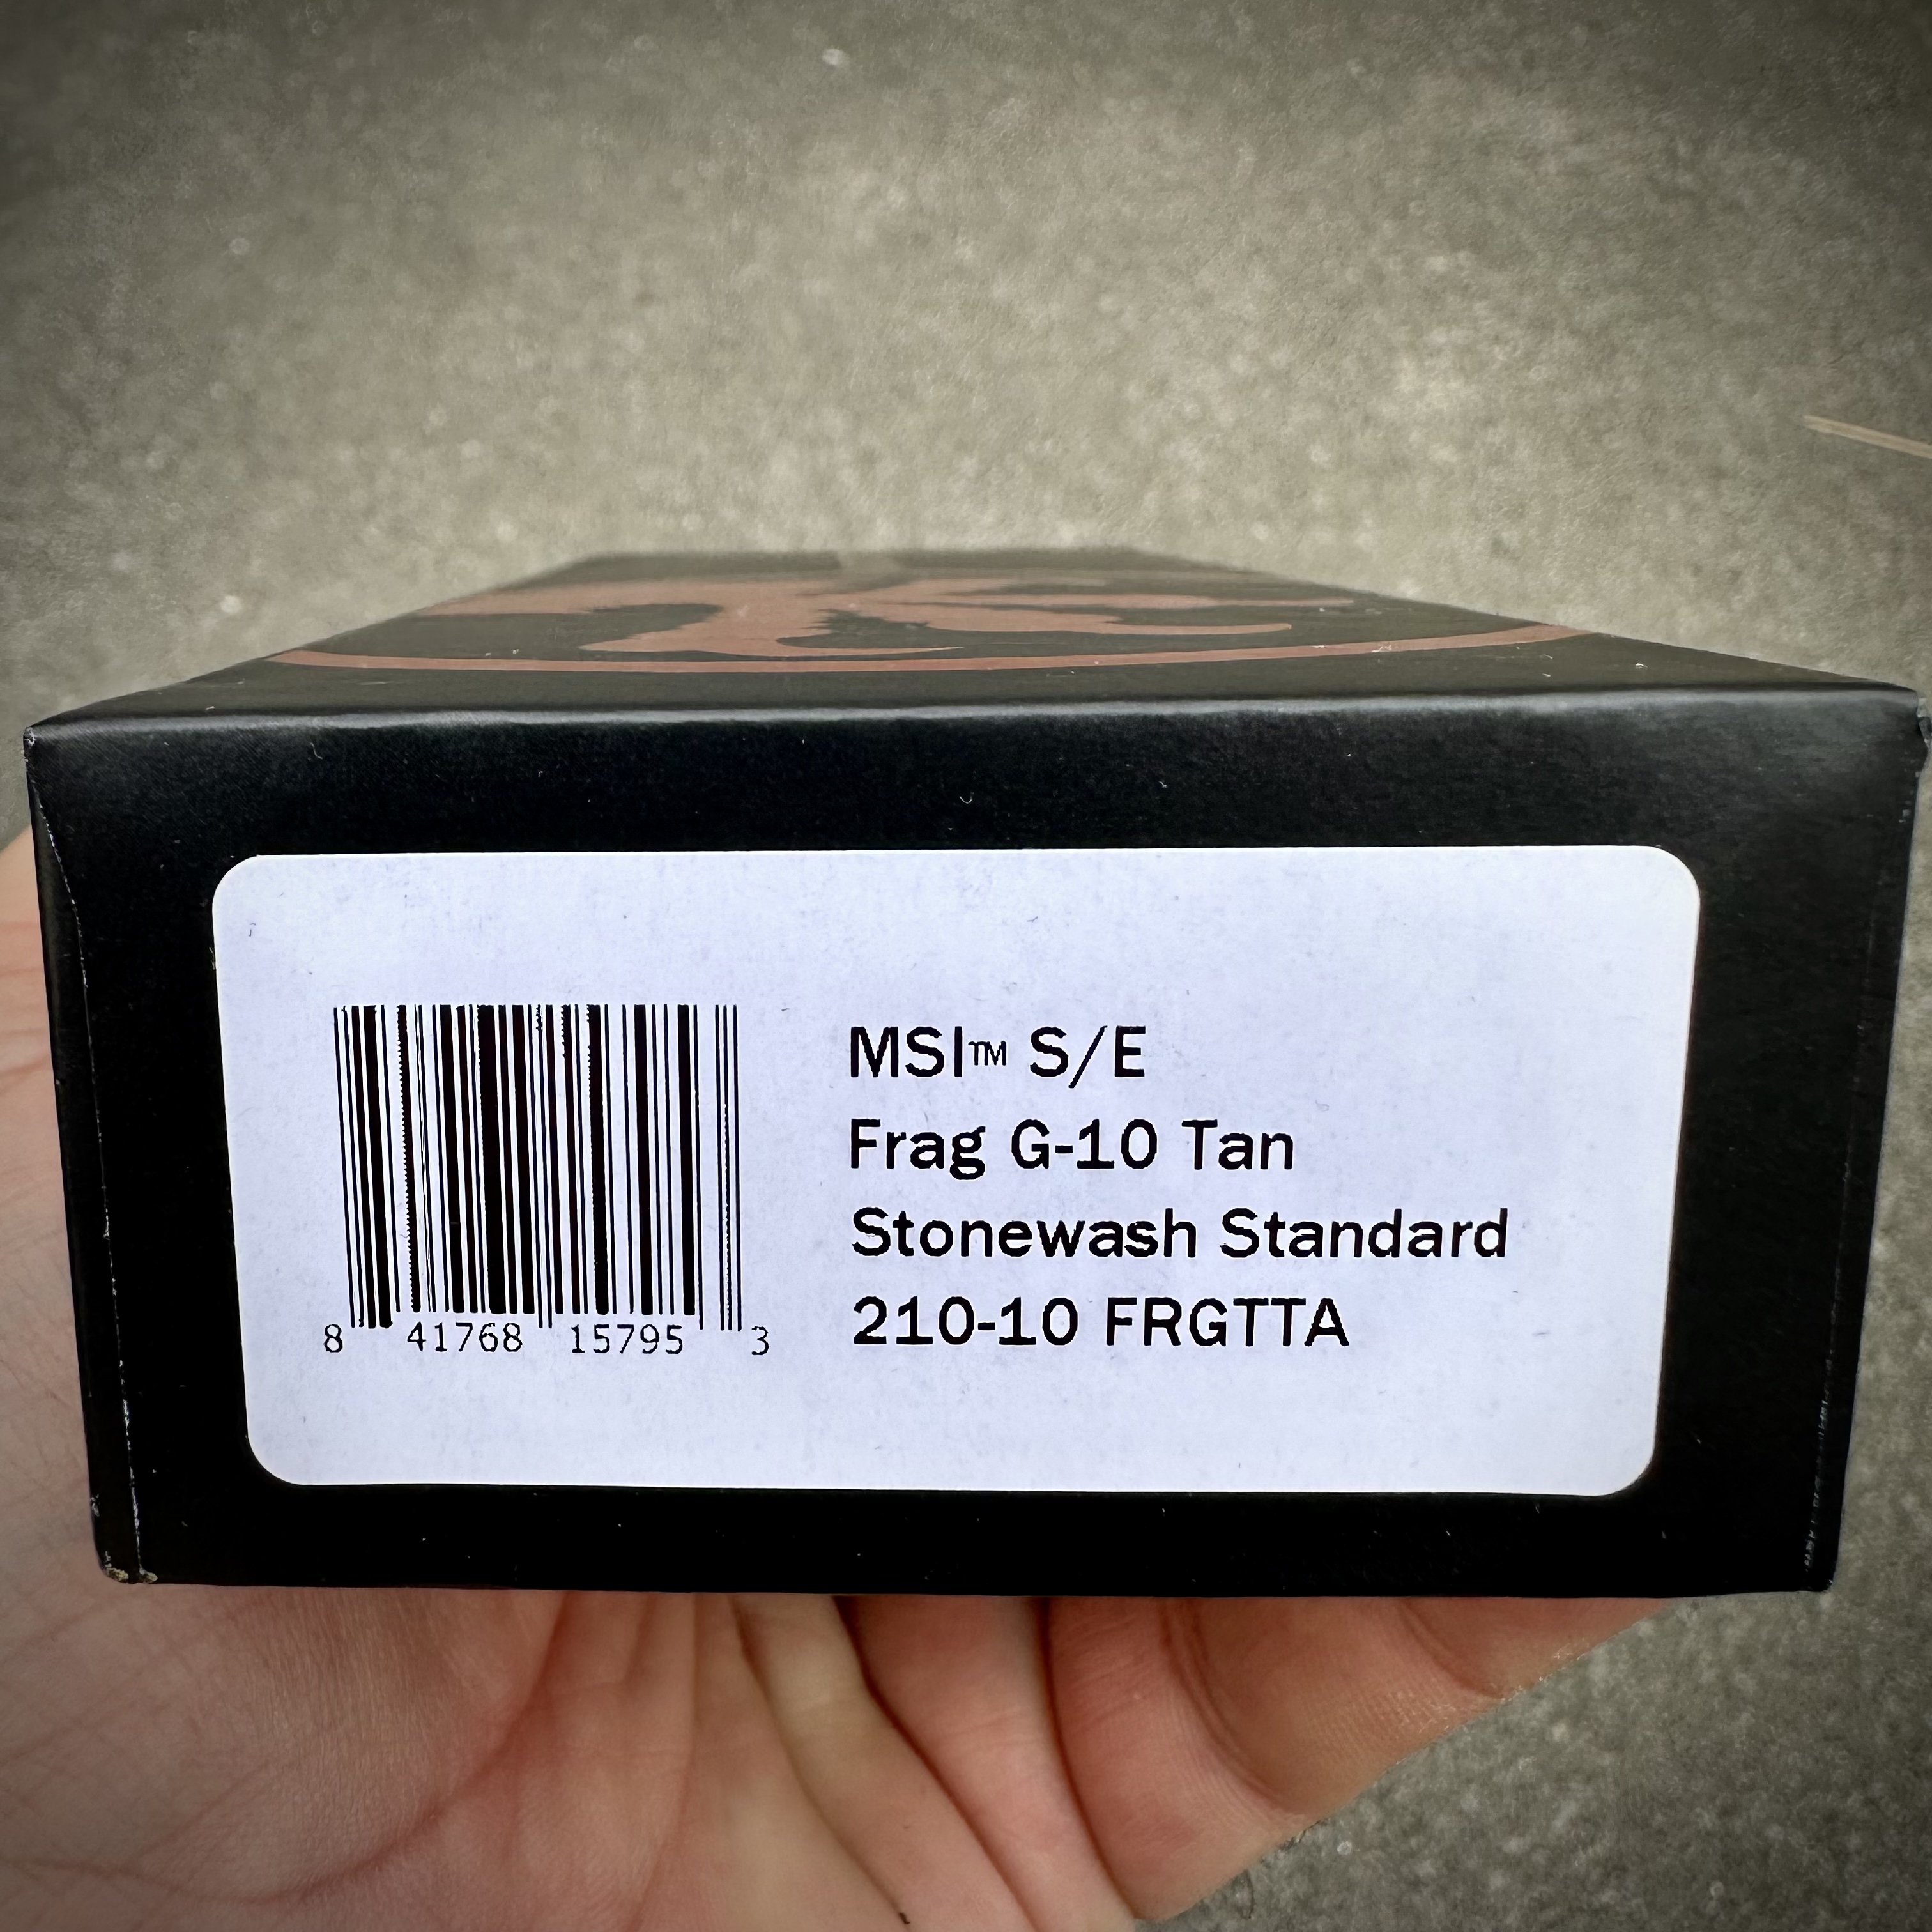 MSI™ S/E
Frag G-10 Tan
Stonewash Standard
210-10 FRGTTA
8 41768 15795 3